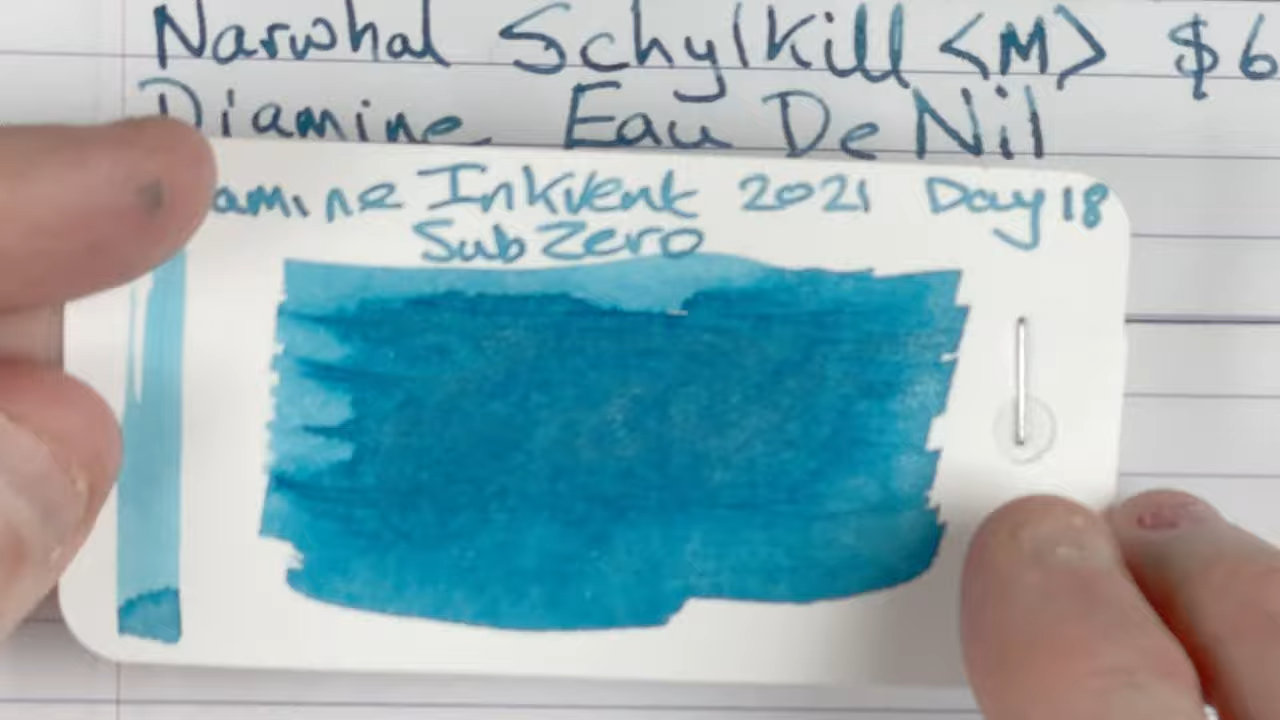 Narwhal Schylkill <M> $6
Diamine Eau De Nil
amine Inkvent 2021 Day 18
Sub Zero